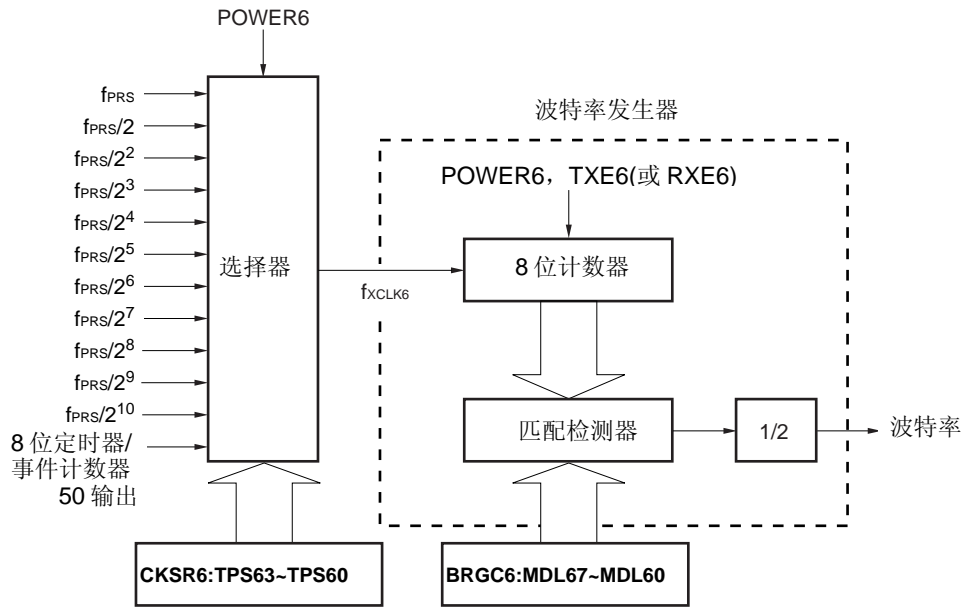 POWER6
fPRS
fPRS/2
fPRS/2²
fPRS/2³
fPRS/2⁴
fPRS/2⁵
fPRS/2⁶
fPRS/2⁷
fPRS/2⁸
fPRS/2⁹
fPRS/2¹⁰
8 位定时器/
事件计数器
50 输出
选择器
fXCLK6
波特率发生器
POWER6，TXE6(或 RXE6)
8 位计数器
匹配检测器
1/2
波特率
CKSR6:TPS63~TPS60
BRGC6:MDL67~MDL60